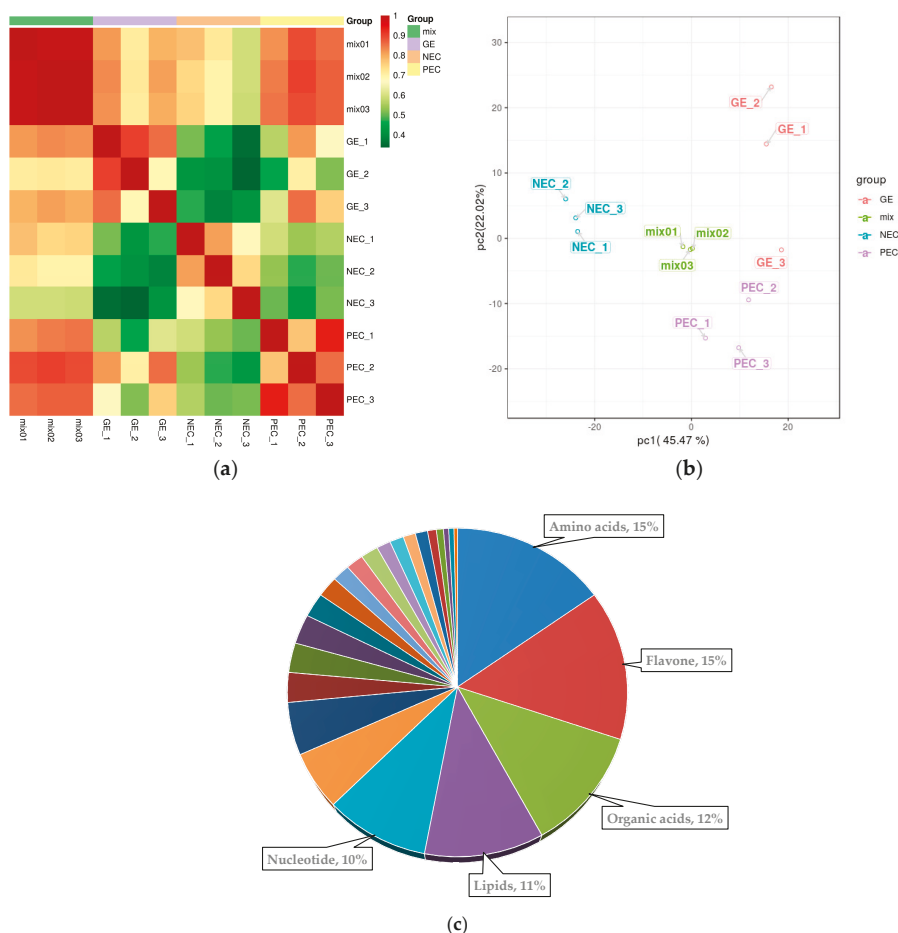 Group
mix
GE
NEC
PEC
Group
1
0.9
0.8
0.7
0.6
0.5
0.4
mix01
mix02
mix03
GE_1
GE_2
GE_3
NEC_1
NEC_2
NEC_3
PEC_1
PEC_2
PEC_3
mix01
mix02
mix03
GE_1
GE_2
GE_3
NEC_1
NEC_2
NEC_3
PEC_1
PEC_2
PEC_3
(a)
pc2(22.02%)
30
20
10
0
-10
-20
GE_2
GE_1
NEC_2
NEC_3
NEC_1
mix01
mix02
mix03
GE_3
PEC_2
PEC_1
PEC_3
-20
0
20
pc1( 45.47 %)
group
a GE
a mix
a NEC
a PEC
(b)
Amino acids, 15%
Flavone, 15%
Organic acids, 12%
Nucleotide, 10%
Lipids, 11%
(c)